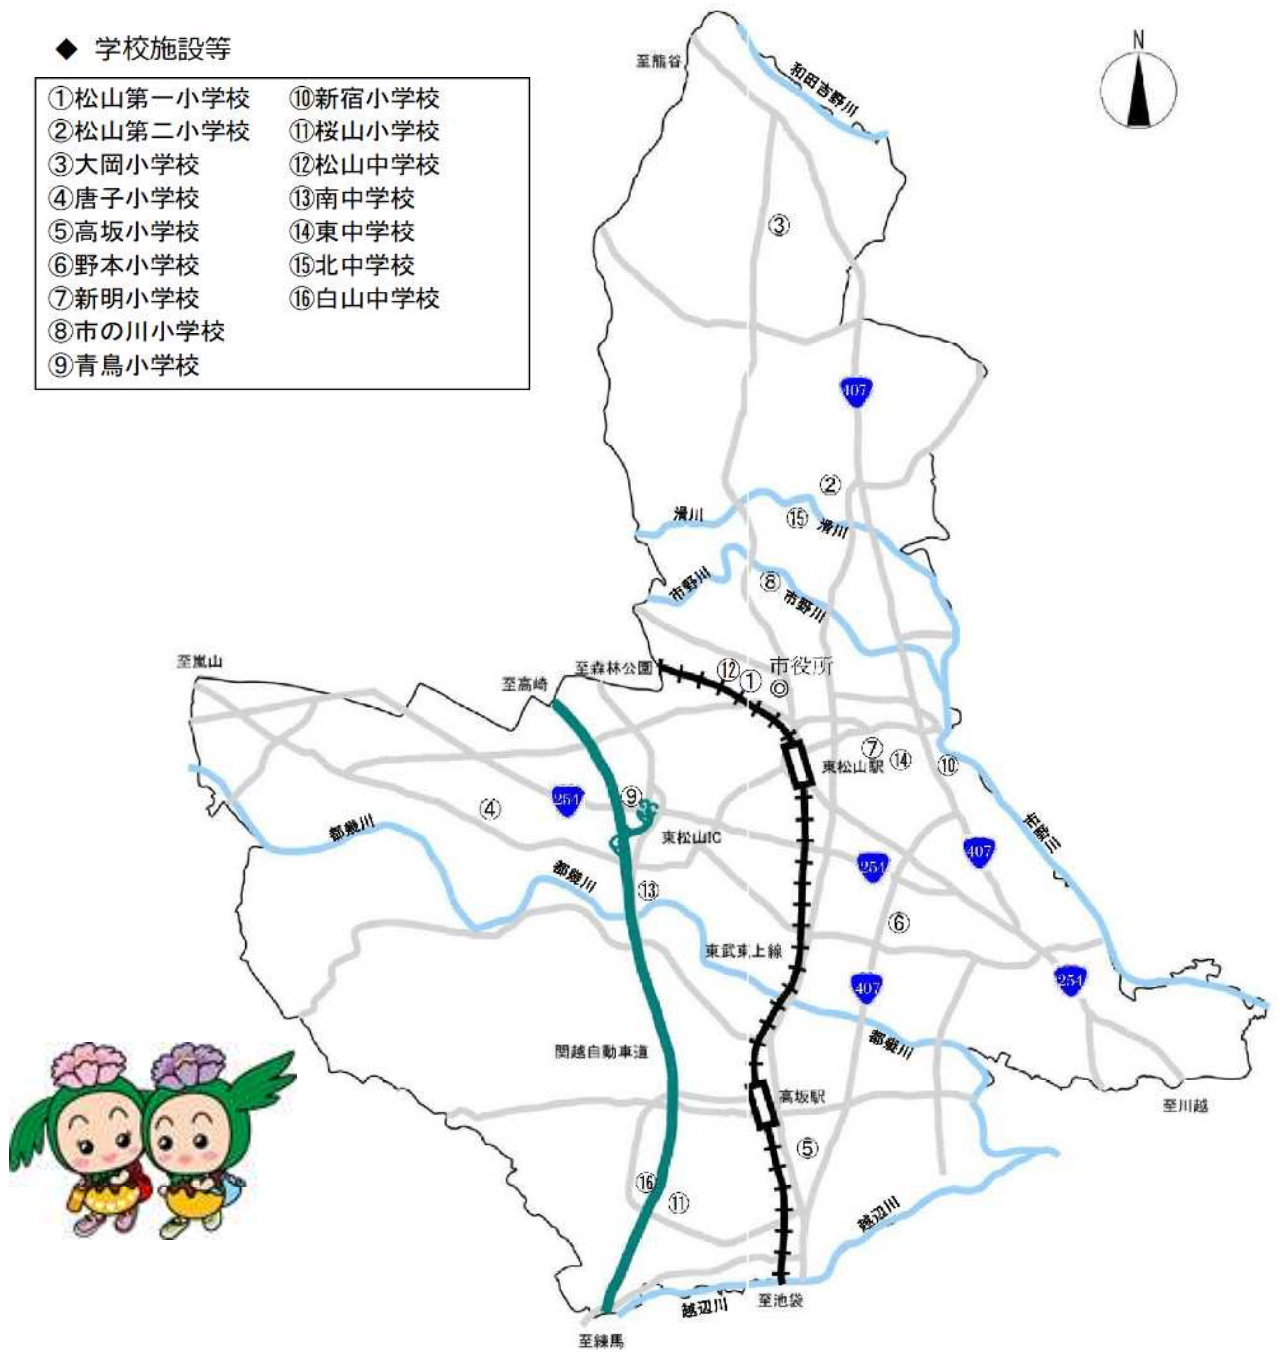 ◆ 学校施設等
①松山第一小学校 ⑩新宿小学校
②松山第二小学校 ⑪桜山小学校
③大岡小学校 ⑫松山中学校
④唐子小学校 ⑬南中学校
⑤高坂小学校 ⑭東中学校
⑥野本小学校 ⑮北中学校
⑦新明小学校 ⑯白山中学校
⑧市の川小学校
⑨青鳥小学校
N
至熊谷
和田吉野川
③
407
②
滑川
⑮
滑川
市野川
⑧
市野川
至嵐山
至森林公園
⑫
①
市役所
至高崎
⑦
⑭
⑩
東松山駅
254
⑨
④
市野川
都幾川
東松山IC
407
254
都幾川
⑬
⑥
東武東上線
254
407
関越自動車道
都幾川
高坂駅
至川越
⑤
⑯
⑪
越辺川
越辺川
至池袋
至練馬